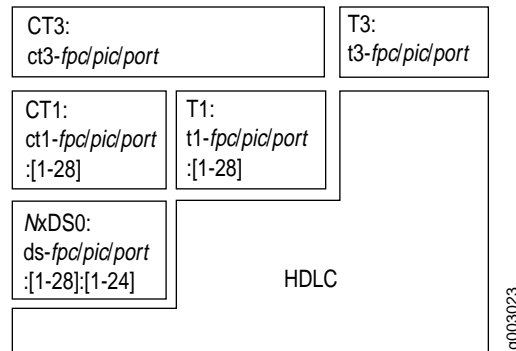 CT3:
ct3-fpc/pic/port
T3:
t3-fpc/pic/port
CT1:
ct1-fpc/pic/port
:[1-28]
T1:
t1-fpc/pic/port
:[1-28]
NxDS0:
ds-fpc/pic/port
:[1-28]:[1-24]
HDLC
g003023